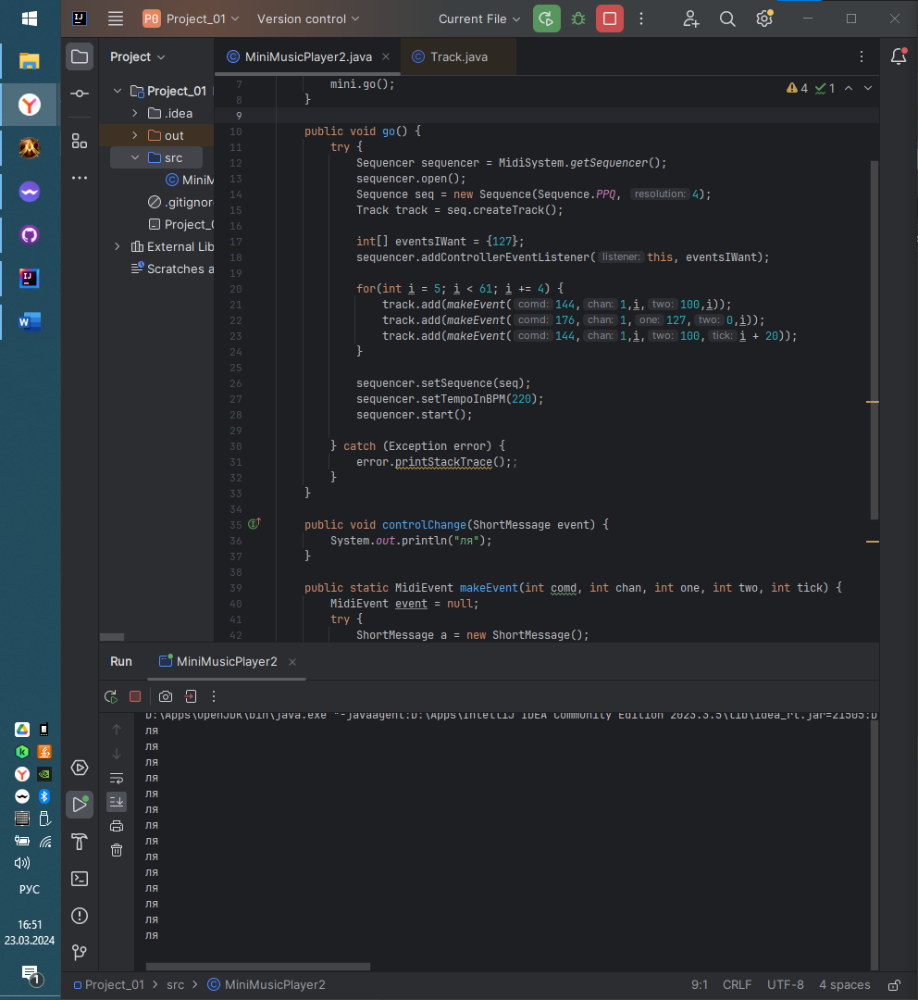 PO Project_01 Version control Current File
Project
MiniMusicPlayer2.java
Track.java
Project_01
.idea
out
src
MiniM
.gitignor
Project_0
External Lib
Scratches a
4 1
7 mini.go();
8 }
9
10 public void go() {
11 try {
12 Sequencer sequencer = MidiSystem.getSequencer();
13 sequencer.open();
14 Sequence seq = new Sequence(Sequence.PPQ, resolution: 4);
15 Track track = seq.createTrack();
16
17 int[] eventsIWant = {127};
18 sequencer.addControllerEventListener( listener: this, eventsIWant);
19
20 for(int i = 5; i < 61; i += 4) {
21 track.add(makeEvent( comd: 144, chan: 1,i, two: 100,i));
22 track.add(makeEvent( comd: 176, chan: 1, one: 127, two: 0,i));
23 track.add(makeEvent( comd: 144, chan: 1,i, two: 100, tick: i + 20));
24 }
25
26 sequencer.setSequence(seq);
27 sequencer.setTempoInBPM(220);
28 sequencer.start();
29
30 } catch (Exception error) {
31 error.printStackTrace();;
32 }
33 }
34
35 public void controlChange(ShortMessage event) {
36 System.out.println("ля");
37 }
38
39 public static MidiEvent makeEvent(int comd, int chan, int one, int two, int tick) {
40 MidiEvent event = null;
41 try {
42 ShortMessage a = new ShortMessage();
Run MiniMusicPlayer2
D:\Apps\OpenJDK\bin\java.exe "-javaagent:D:\Apps\IntelliJ IDEA Community Edition 2023.3.5\lib\idea_rt.jar=21505:D
ля
ля
ля
ля
ля
ля
ля
ля
ля
ля
ля
ля
ля
ля
Project_01 > src > MiniMusicPlayer2 9:1 CRLF UTF-8 4 spaces
РУС
16:51
23.03.2024
1